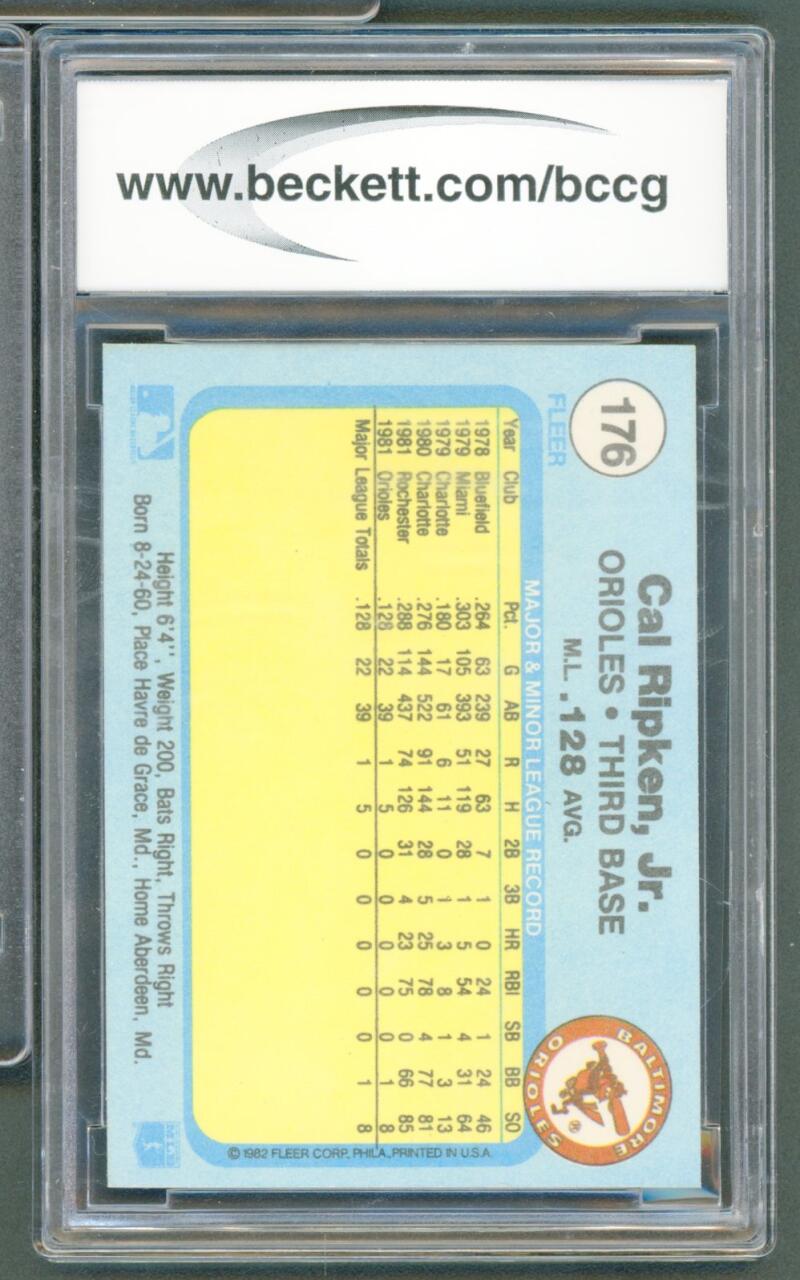 www.beckett.com/bccg
176
FLEER
Cal Ripken, Jr.
ORIOLES • THIRD BASE
M.L. .128 AVG.
BALTIMORE
ORIOLES
®
MAJOR & MINOR LEAGUE RECORD
Year Club Pct. G AB R H 2B 3B HR RBI SB BB SO
1978 Bluefield .264 63 239 27 63 7 1 0 24 1 24 46
1979 Miami .303 105 393 51 119 28 1 5 54 4 31 64
1979 Charlotte .180 17 61 6 11 0 1 3 8 1 3 13
1980 Charlotte .276 144 522 91 144 28 5 25 78 4 77 81
1981 Rochester .288 114 437 74 126 31 4 23 75 0 66 85
1981 Orioles .128 22 39 1 5 0 0 0 0 0 1 8
Major League Totals .128 22 39 1 5 0 0 0 0 0 1 8
© 1982 FLEER CORP. PHILA., PRINTED IN U.S.A.
Height 6'4'', Weight 200, Bats Right, Throws Right
Born 8-24-60, Place Havre de Grace, Md., Home Aberdeen, Md.